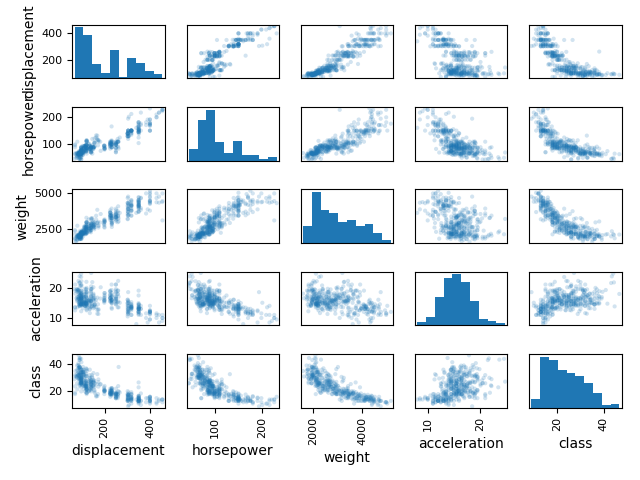 displacement
400
200
horsepower
200
100
weight
5000
2500
acceleration
20
10
class
40
20
200 400
100 200
2000 4000
10 20
20 40
displacement horsepower weight acceleration class